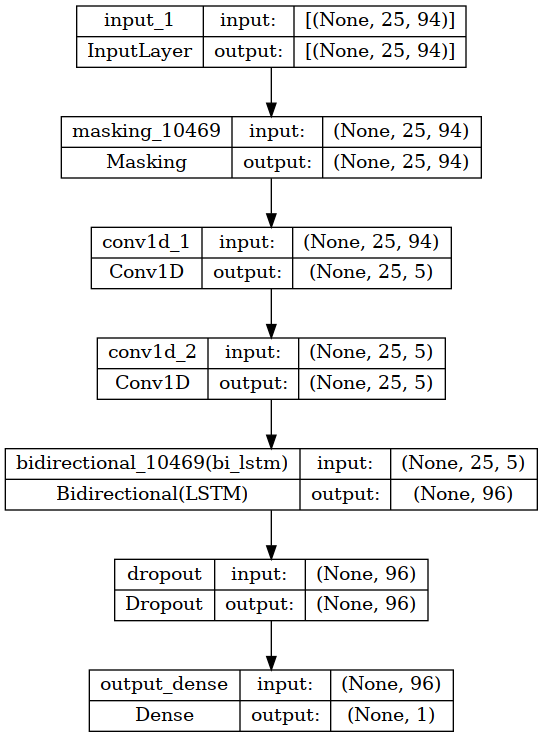 input_1 input: [(None, 25, 94)]
InputLayer output: [(None, 25, 94)]
masking_10469 input: (None, 25, 94)
Masking output: (None, 25, 94)
conv1d_1 input: (None, 25, 94)
Conv1D output: (None, 25, 5)
conv1d_2 input: (None, 25, 5)
Conv1D output: (None, 25, 5)
bidirectional_10469(bi_lstm) input: (None, 25, 5)
Bidirectional(LSTM) output: (None, 96)
dropout input: (None, 96)
Dropout output: (None, 96)
output_dense input: (None, 96)
Dense output: (None, 1)